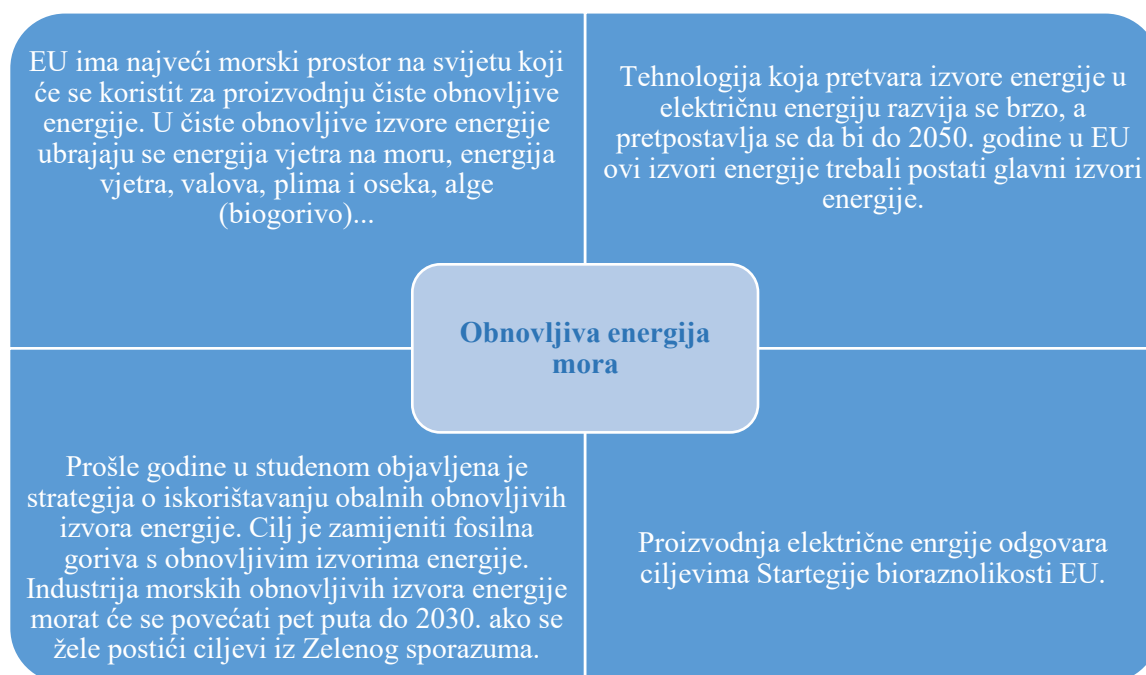 EU ima najveći morski prostor na svijetu koji
će se koristit za proizvodnju čiste obnovljive
energije. U čiste obnovljive izvore energije
ubrajaju se energija vjetra na moru, energija
vjetra, valova, plima i oseka, alge
(biogorivo)...
Tehnologija koja pretvara izvore energije u
električnu energiju razvija se brzo, a
pretpostavlja se da bi do 2050. godine u EU
ovi izvori energije trebali postati glavni izvori
energije.
Obnovljiva energija
mora
Prošle godine u studenom objavljena je
strategija o iskorištavanju obalnih obnovljivih
izvora energije. Cilj je zamijeniti fosilna
goriva s obnovljivim izvorima energije.
Industrija morskih obnovljivih izvora energije
morat će se povećati pet puta do 2030. ako se
žele postići ciljevi iz Zelenog sporazuma.
Proizvodnja električne enrgije odgovara
ciljevima Startegije bioraznolikosti EU.